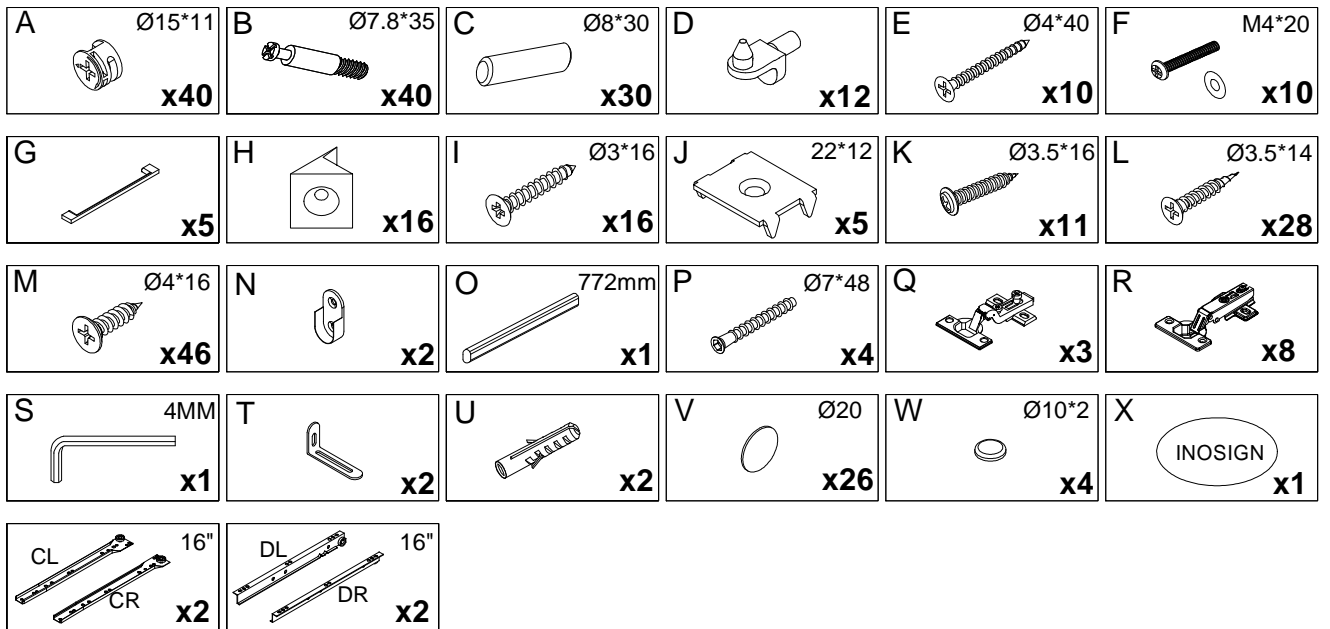 A Ø15*11 x40
B Ø7.8*35 x40
C Ø8*30 x30
D x12
E Ø4*40 x10
F M4*20 x10
G x5
H x16
I Ø3*16 x16
J 22*12 x5
K Ø3.5*16 x11
L Ø3.5*14 x28
M Ø4*16 x46
N x2
O 772mm x1
P Ø7*48 x4
Q x3
R x8
S 4MM x1
T x2
U x2
V Ø20 x26
W Ø10*2 x4
X INOSIGN x1
CL 16"
CR x2
DL 16"
DR x2